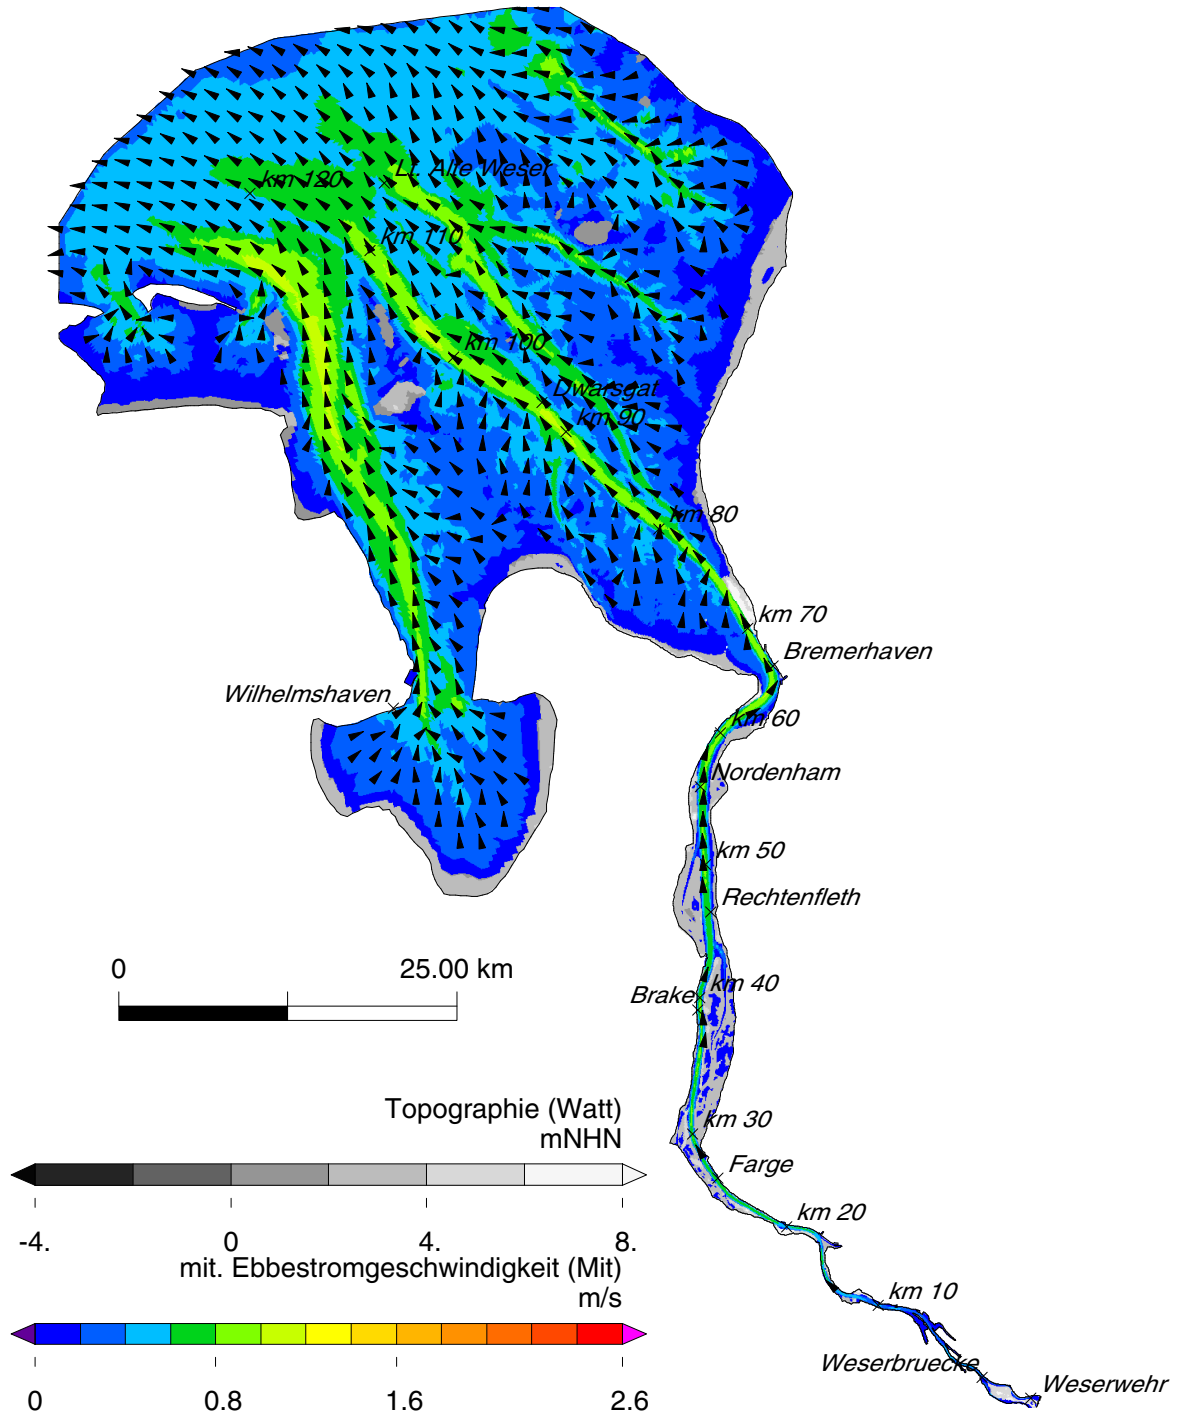 Lt. Alte Weser
km 120
km 110
km 100
Dwarsgat
km 90
km 80
km 70
Bremerhaven
Wilhelmshaven
km 60
Nordenham
km 50
Rechtenfleth
0 25.00 km
km 40
Brake
Topographie (Watt)
mNHN
km 30
Farge
km 20
-4. 0 4. 8.
mit. Ebbestromgeschwindigkeit (Mit)
m/s
km 10
Weserbruecke
Weserwehr
0 0.8 1.6 2.6